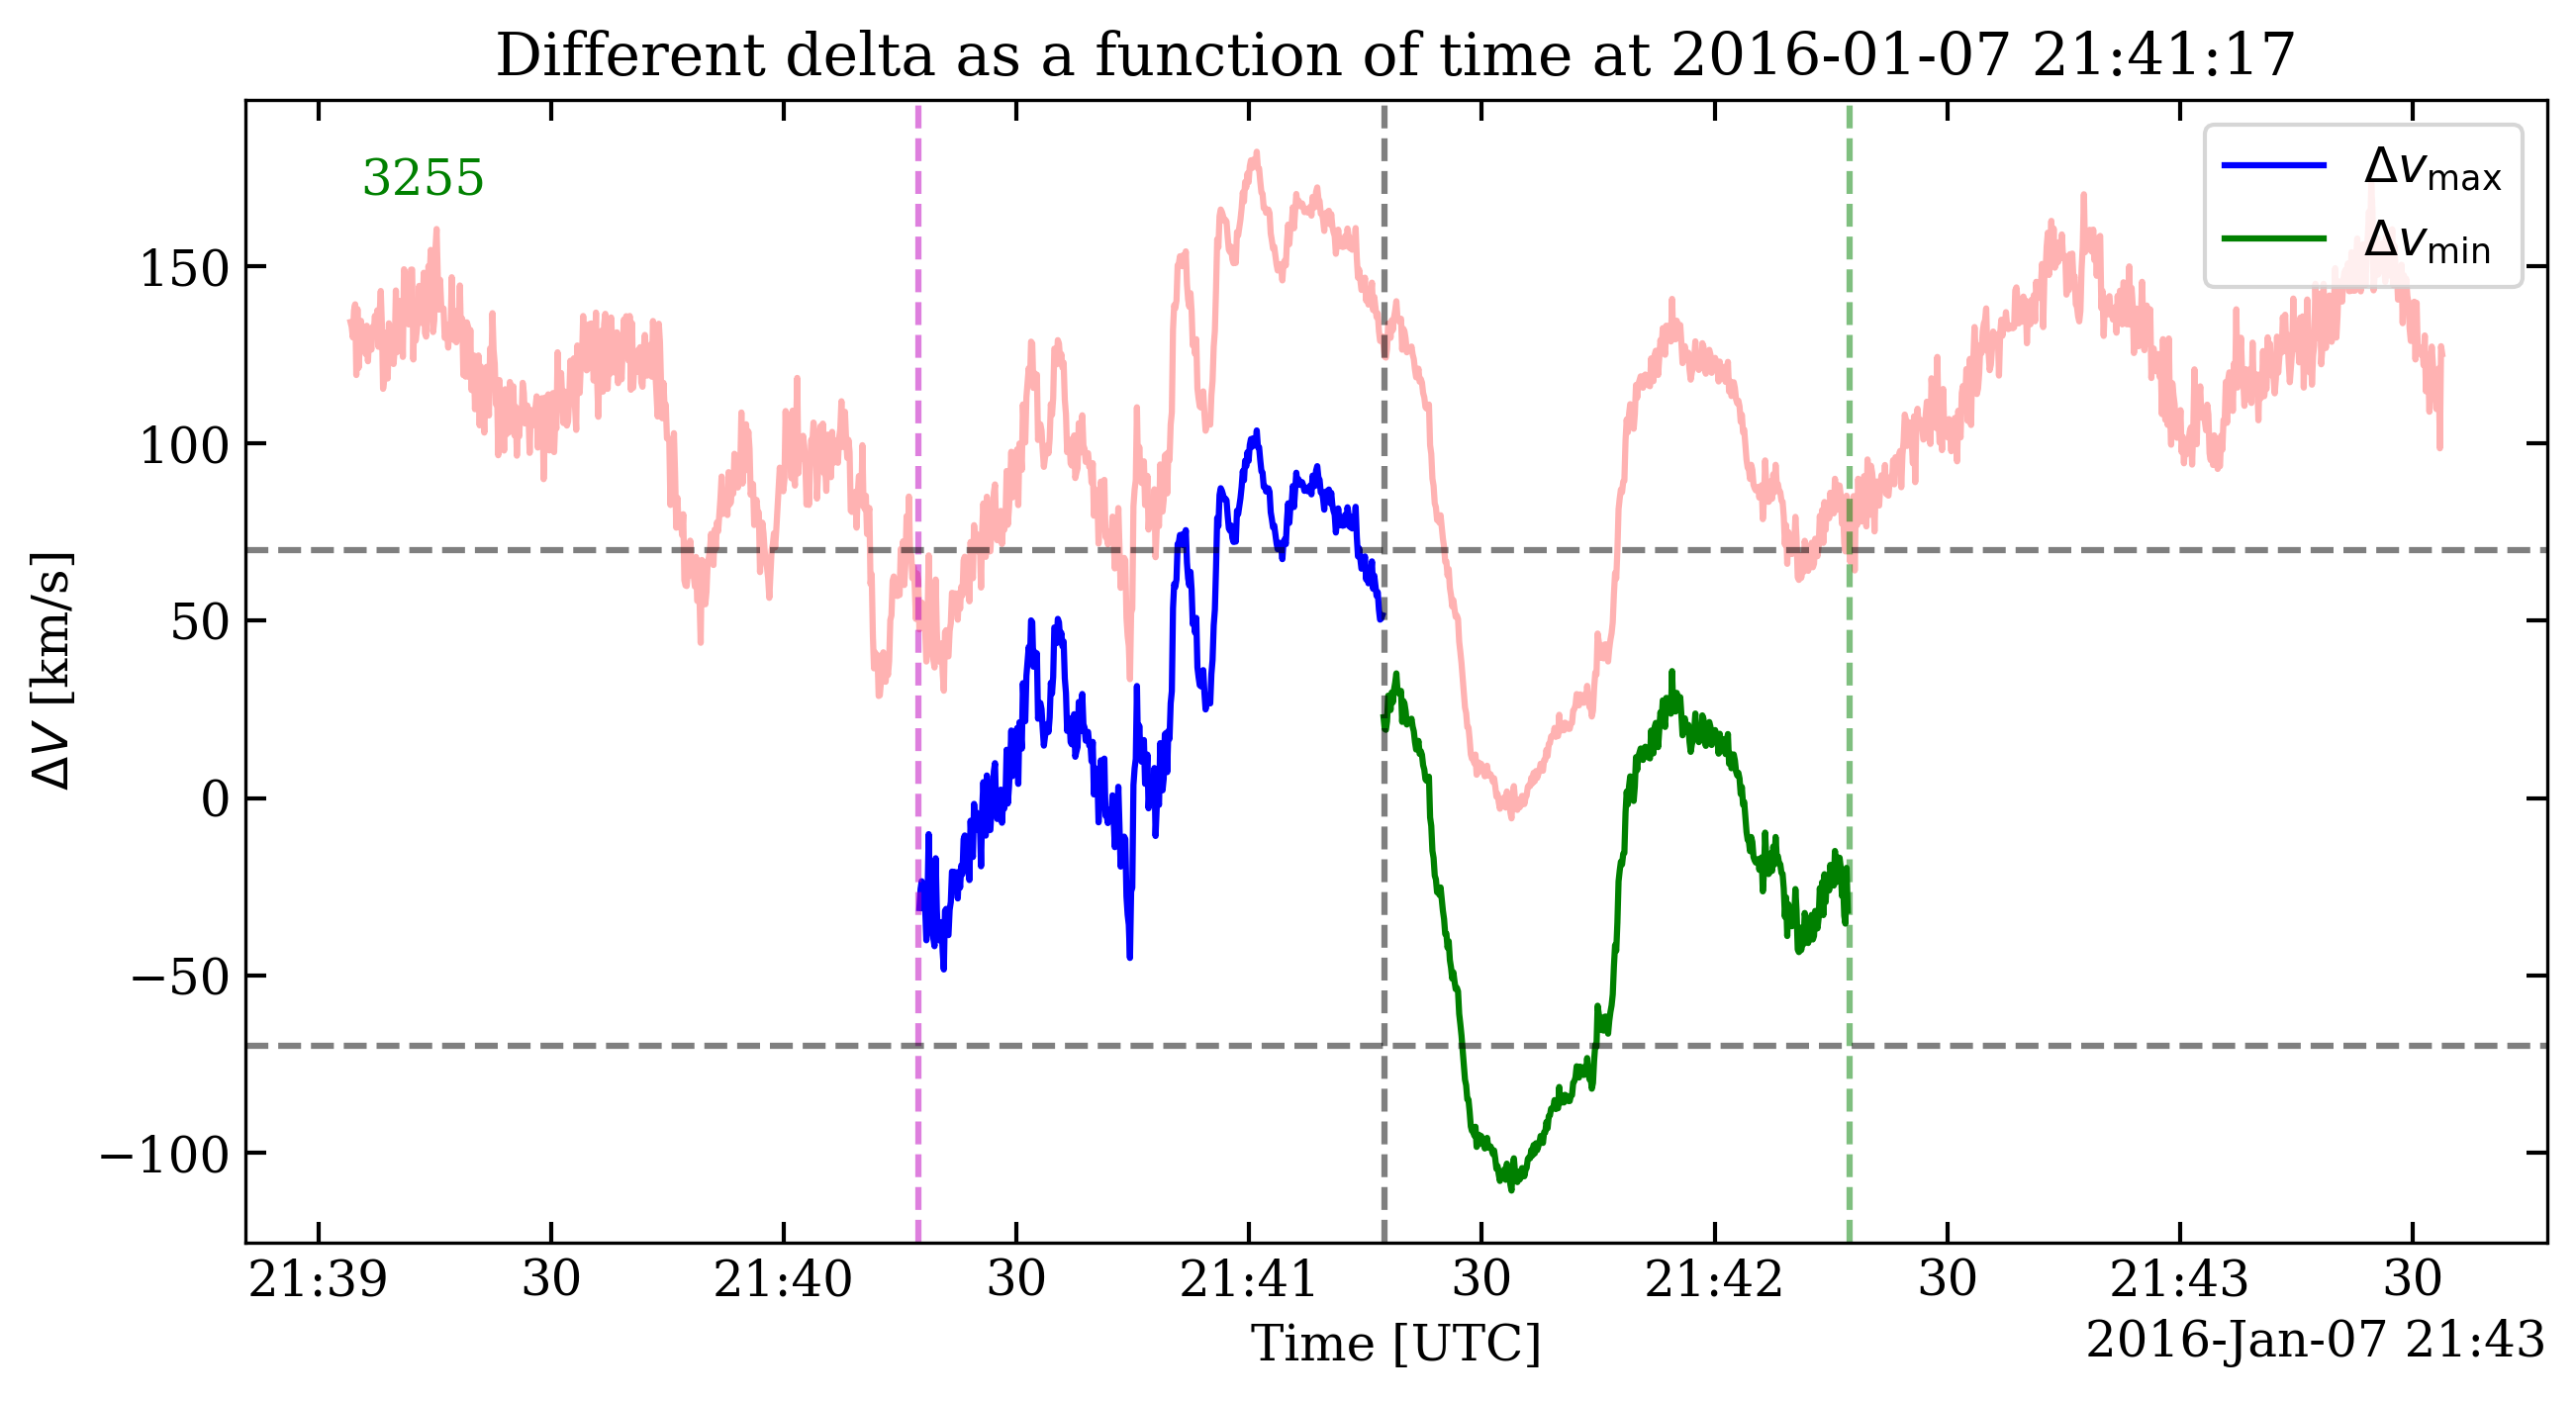 Different delta as a function of time at 2016-01-07 21:41:17
3255
Δv_max
Δv_min
150
100
50
0
−50
−100
ΔV [km/s]
21:39 30 21:40 30 21:41 30 21:42 30 21:43 30
Time [UTC]
2016-Jan-07 21:43